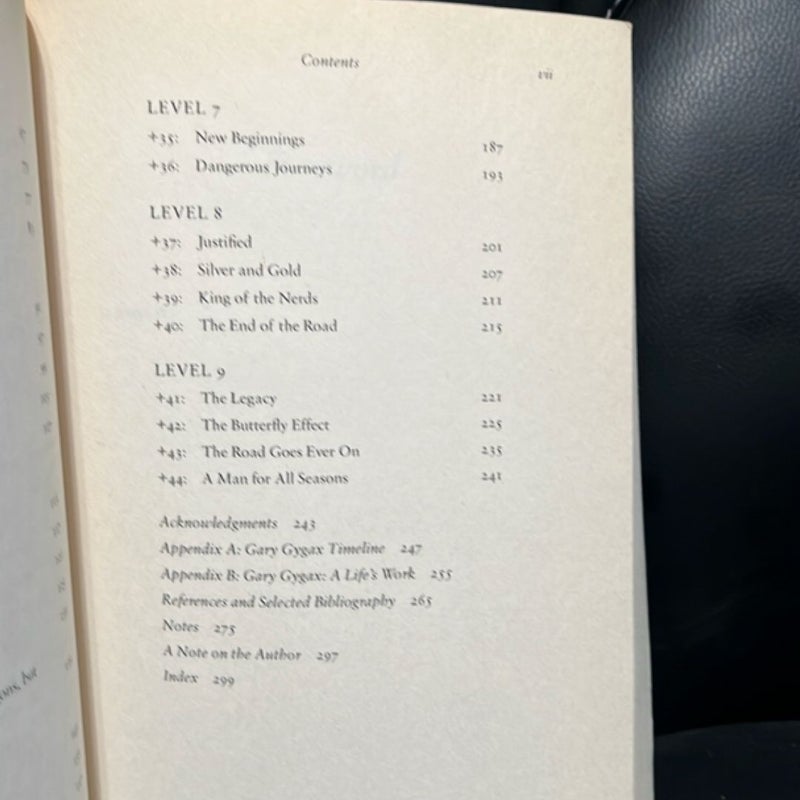 Contents
vii
LEVEL 7
+35: New Beginnings 187
+36: Dangerous Journeys 193
LEVEL 8
+37: Justified 201
+38: Silver and Gold 207
+39: King of the Nerds 211
+40: The End of the Road 215
LEVEL 9
+41: The Legacy 221
+42: The Butterfly Effect 225
+43: The Road Goes Ever On 235
+44: A Man for All Seasons 241
Acknowledgments 243
Appendix A: Gary Gygax Timeline 247
Appendix B: Gary Gygax: A Life's Work 255
References and Selected Bibliography 265
Notes 275
A Note on the Author 297
Index 299